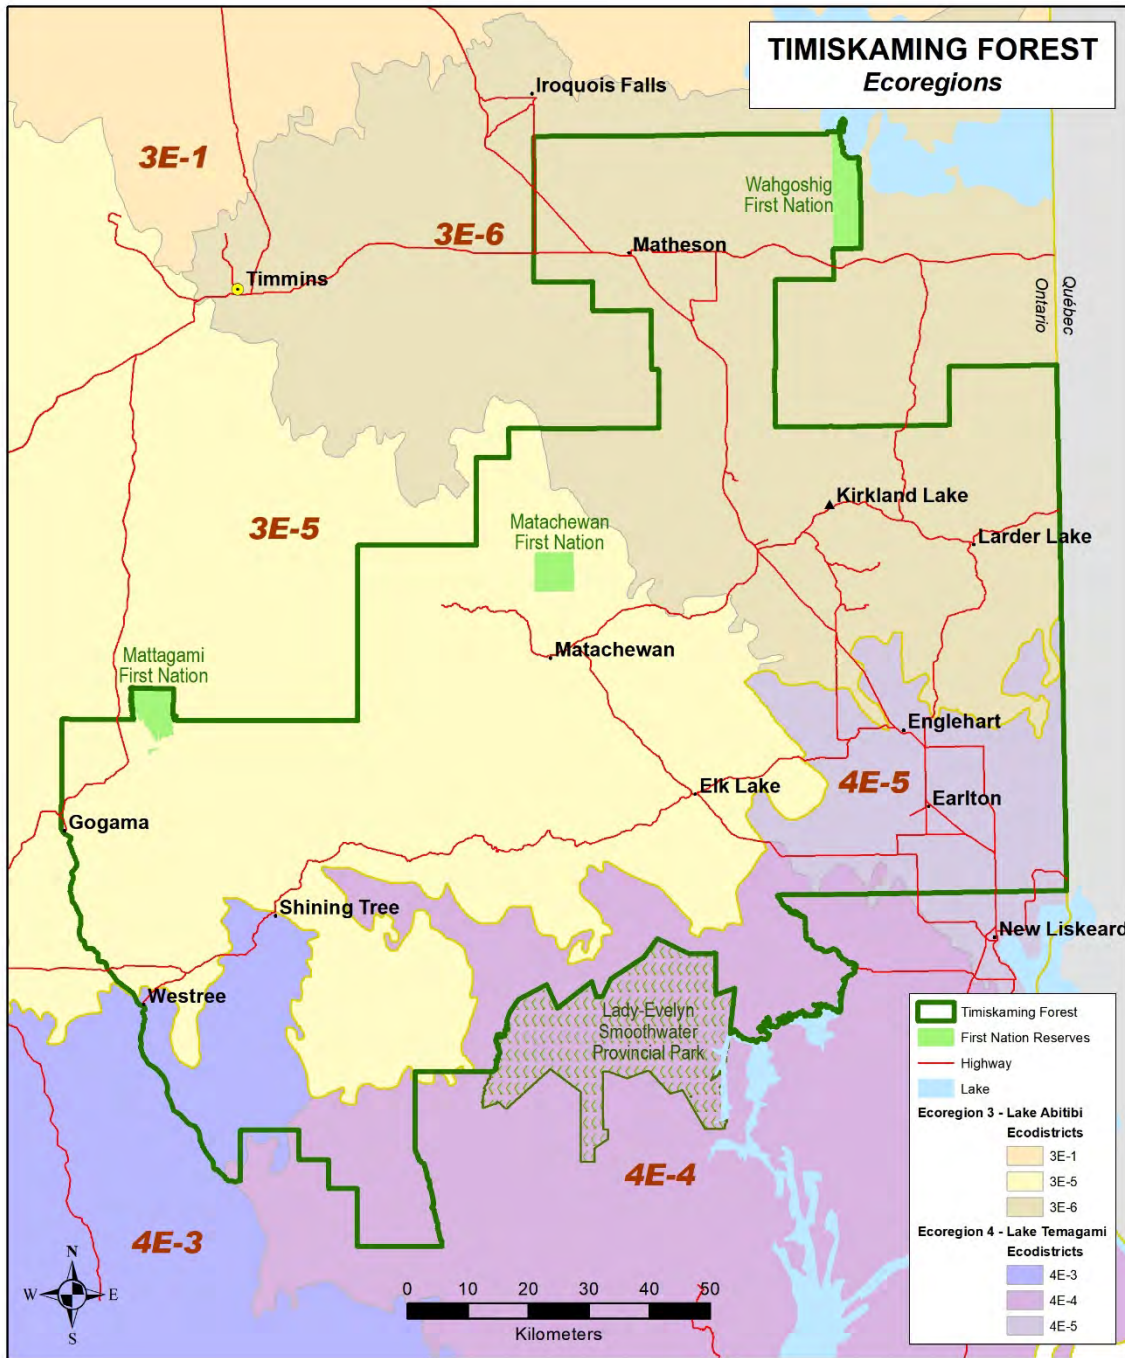 TIMISKAMING FOREST
Ecoregions
Iroquois Falls
3E-1
Wahgoshig
First Nation
3E-6
Matheson
Timmins
Québec
Ontario
Kirkland Lake
3E-5
Matachewan
First Nation
Larder Lake
Matachewan
Mattagami
First Nation
Englehart
4E-5
Elk Lake
Earlton
Gogama
Shining Tree
New Liskeard
Westree
Lady-Evelyn
Smoothwater
Provincial Park
4E-4
4E-3
N
W E
S
0 10 20 30 40 50
Kilometers
Timiskaming Forest
First Nation Reserves
Highway
Lake
Ecoregion 3 - Lake Abitibi
Ecodistricts
3E-1
3E-5
3E-6
Ecoregion 4 - Lake Temagami
Ecodistricts
4E-3
4E-4
4E-5